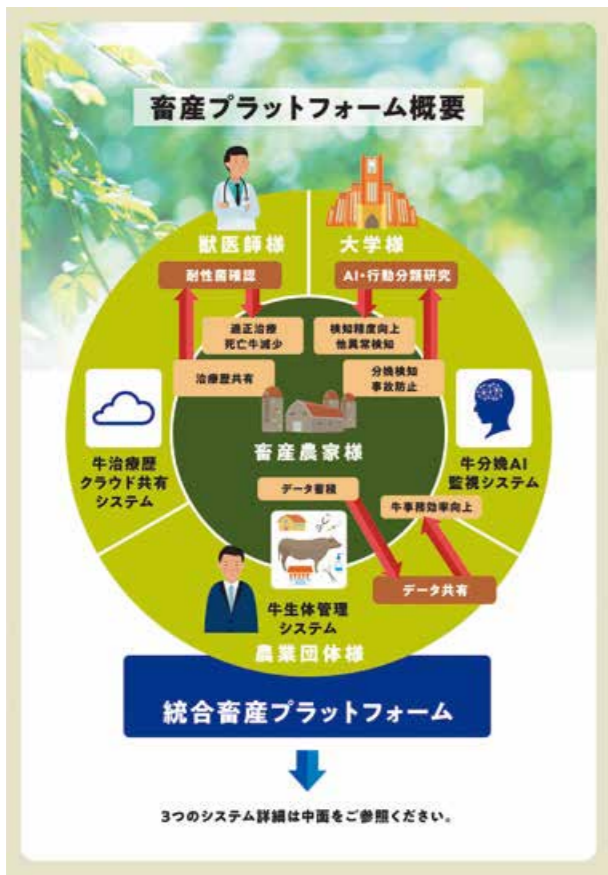 畜産プラットフォーム概要
獣医師様
大学様
耐性菌確認
AI・行動分類研究
適正治療
死亡牛減少
検知精度向上
他異常検知
治療歴共有
分娩検知
事故防止
畜産農家様
牛治療歴
クラウド共有
システム
牛分娩AI
監視システム
データ蓄積
牛事務効率向上
データ共有
牛生体管理
システム
農業団体様
統合畜産プラットフォーム
3つのシステム詳細は中面をご参照ください。